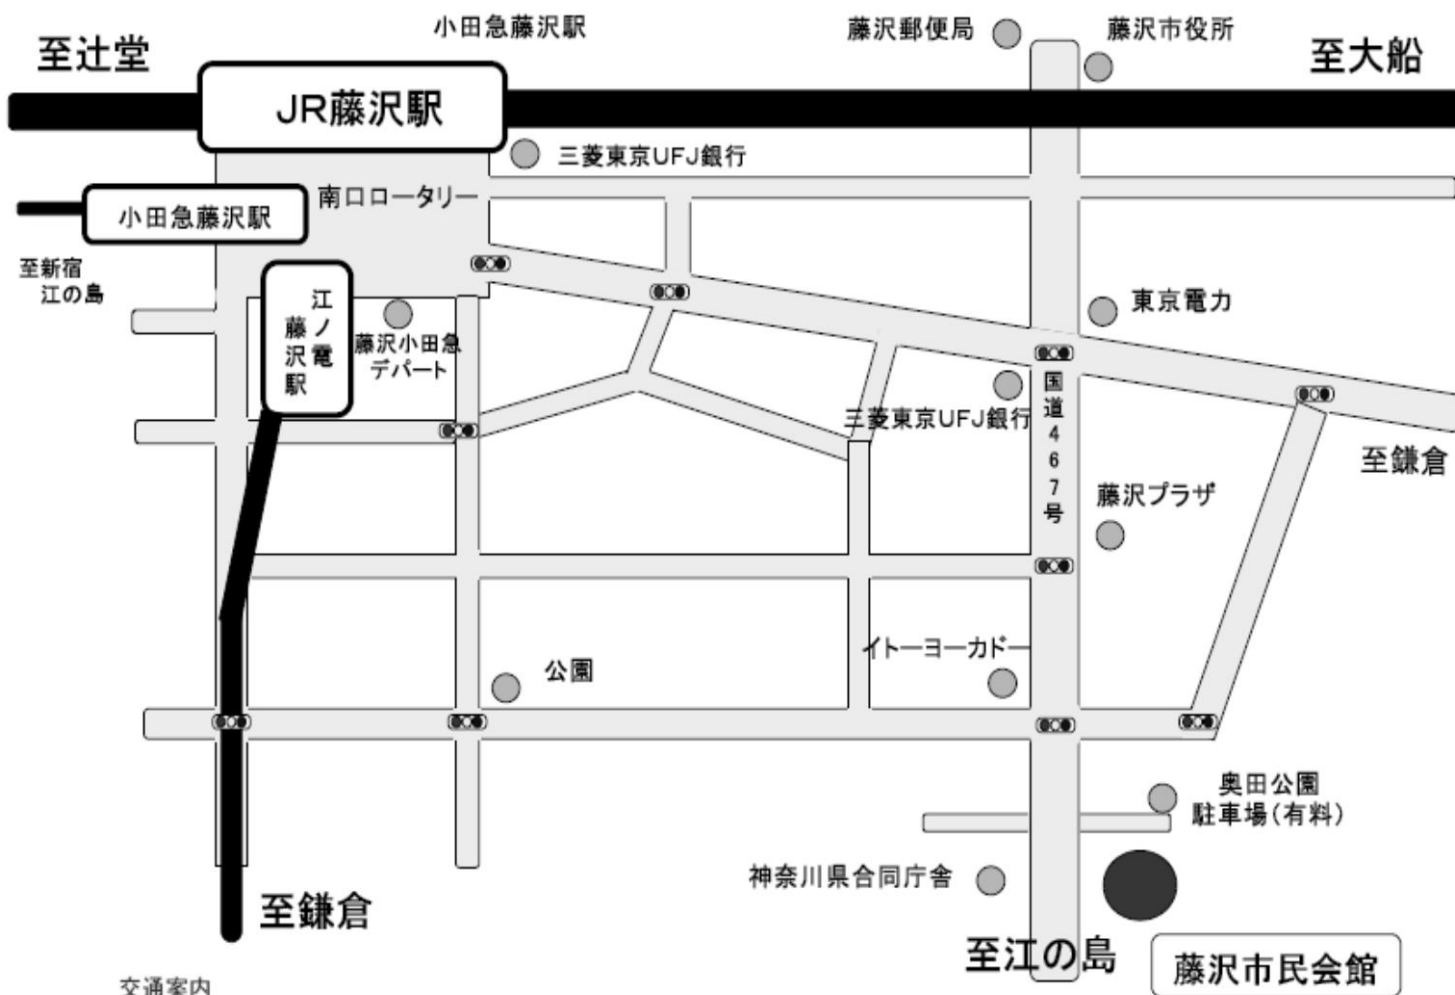 小田急藤沢駅
藤沢郵便局
藤沢市役所
至辻堂
至大船
JR藤沢駅
三菱東京UFJ銀行
南口ロータリー
小田急藤沢駅
至新宿
江の島
江ノ電
藤沢駅
藤沢小田急
デパート
東京電力
三菱東京UFJ銀行
国道467号
至鎌倉
藤沢プラザ
イトーヨーカドー
公園
奥田公園
駐車場(有料)
神奈川県合同庁舎
至鎌倉
至江の島
藤沢市民会館
交通案内